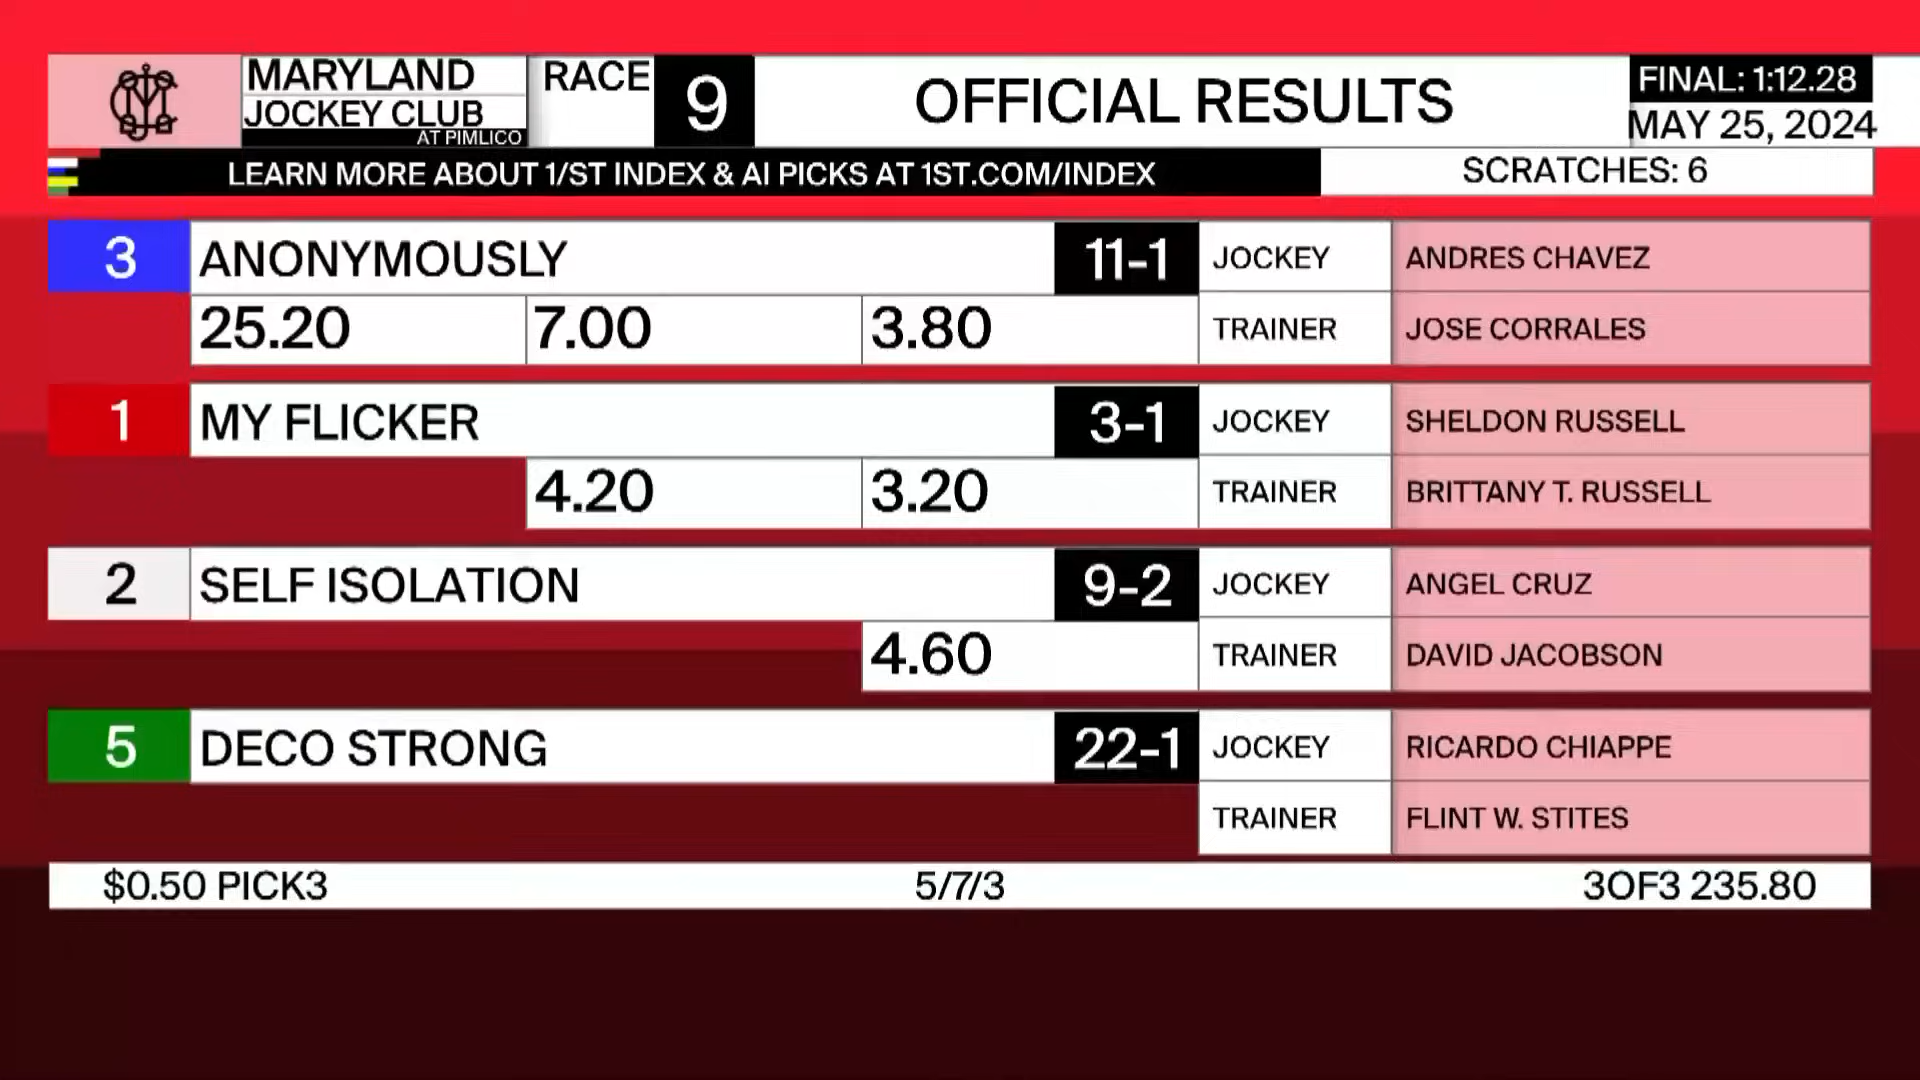 MARYLAND
JOCKEY CLUB
AT PIMLICO
RACE 9
OFFICIAL RESULTS
FINAL: 1:12.28
MAY 25, 2024
LEARN MORE ABOUT 1/ST INDEX & AI PICKS AT 1ST.COM/INDEX
SCRATCHES: 6
3 ANONYMOUSLY 11-1 JOCKEY ANDRES CHAVEZ
25.20 7.00 3.80 TRAINER JOSE CORRALES
1 MY FLICKER 3-1 JOCKEY SHELDON RUSSELL
4.20 3.20 TRAINER BRITTANY T. RUSSELL
2 SELF ISOLATION 9-2 JOCKEY ANGEL CRUZ
4.60 TRAINER DAVID JACOBSON
5 DECO STRONG 22-1 JOCKEY RICARDO CHIAPPE
TRAINER FLINT W. STITES
$0.50 PICK3 5/7/3 3OF3 235.80